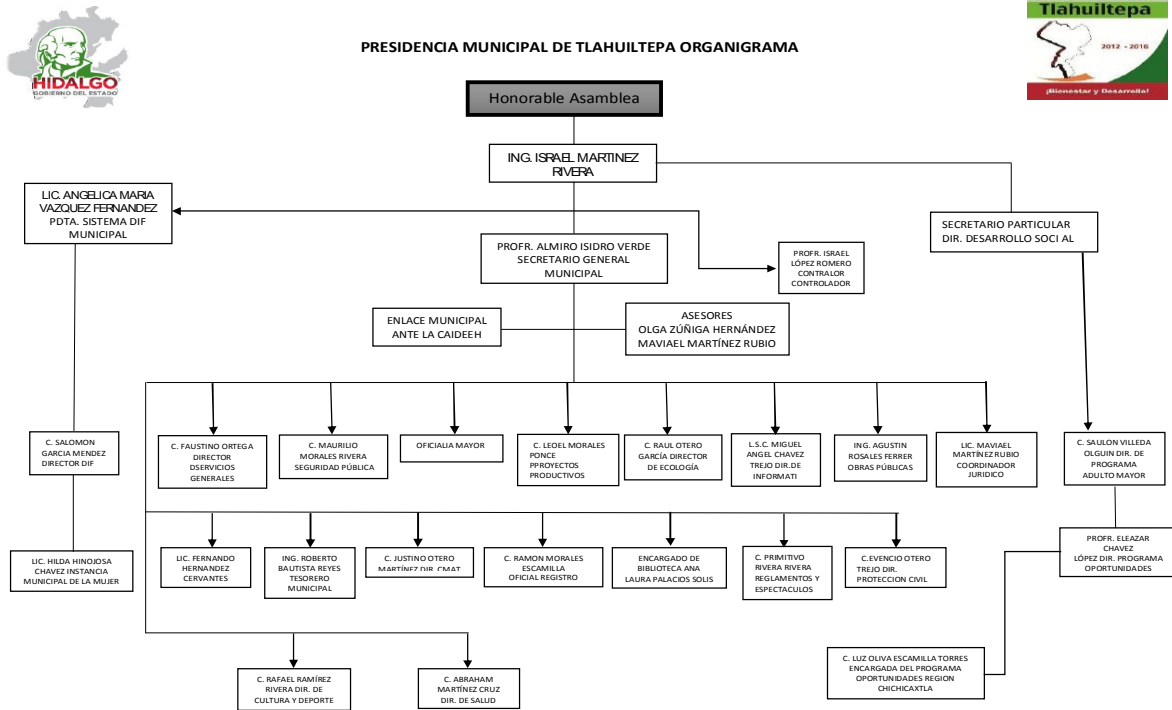 HIDALGO
GOBIERNO DEL ESTADO
PRESIDENCIA MUNICIPAL DE TLAHUILTEPA ORGANIGRAMA
Tlahuiltepa
2012 - 2016
¡Bienestar y Desarrollo!
Honorable Asamblea
ING. ISRAEL MARTINEZ
RIVERA
LIC. ANGELICA MARIA
VAZQUEZ FERNANDEZ
PDTA. SISTEMA DIF
MUNICIPAL
SECRETARIO PARTICULAR
DIR. DESARROLLO SOCI AL
PROFR. ALMIRO ISIDRO VERDE
SECRETARIO GENERAL
MUNICIPAL
PROFR. ISRAEL
LÓPEZ ROMERO
CONTRALOR
CONTROLADOR
ENLACE MUNICIPAL
ANTE LA CAIDEEH
ASESORES
OLGA ZÚÑIGA HERNÁNDEZ
MAVIAEL MARTÍNEZ RUBIO
C. SALOMON
GARCIA MENDEZ
DIRECTOR DIF
C. FAUSTINO ORTEGA
DIRECTOR
DSERVICIOS
GENERALES
C. MAURILIO
MORALES RIVERA
SEGURIDAD PÚBLICA
OFICIALIA MAYOR
C. LEOEL MORALES
PONCE
PPROYECTOS
PRODUCTIVOS
C. RAUL OTERO
GARCÍA DIRECTOR
DE ECOLOGÍA
L.S.C. MIGUEL
ANGEL CHAVEZ
TREJO DIR.DE
INFORMATI
ING. AGUSTIN
ROSALES FERRER
OBRAS PÚBLICAS
LIC. MAVIAEL
MARTÍNEZ RUBIO
COORDINADOR
JURIDICO
C. SAULON VILLEDA
OLGUIN DIR. DE
PROGRAMA
ADULTO MAYOR
LIC. HILDA HINOJOSA
CHAVEZ INSTANCIA
MUNICIPAL DE LA MUJER
LIC. FERNANDO
HERNANDEZ
CERVANTES
ING. ROBERTO
BAUTISTA REYES
TESORERO
MUNICIPAL
C. JUSTINO OTERO
MARTÍNEZ DIR. CMAT
C. RAMON MORALES
ESCAMILLA
OFICIAL REGISTRO
ENCARGADO DE
BIBLIOTECA ANA
LAURA PALACIOS SOLIS
C. PRIMITIVO
RIVERA RIVERA
REGLAMENTOS Y
ESPECTACULOS
C.EVENCIO OTERO
TREJO DIR.
PROTECCION CIVIL
PROFR. ELEAZAR
CHAVEZ
LÓPEZ DIR. PROGRAMA
OPORTUNIDADES
C. RAFAEL RAMÍREZ
RIVERA DIR. DE
CULTURA Y DEPORTE
C. ABRAHAM
MARTÍNEZ CRUZ
DIR. DE SALUD
C. LUZ OLIVA ESCAMILLA TORRES
ENCARGADA DEL PROGRAMA
OPORTUNIDADES REGION
CHICHICAXTLA